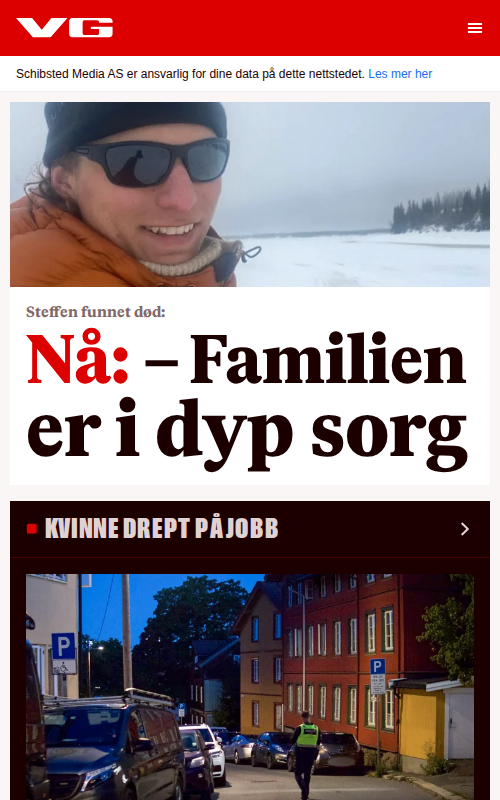 VG
Schibsted Media AS er ansvarlig for dine data på dette nettstedet. Les mer her
Steffen funnet død:
Nå: – Familien
er i dyp sorg
KVINNE DREPT PÅ JOBB
P
P